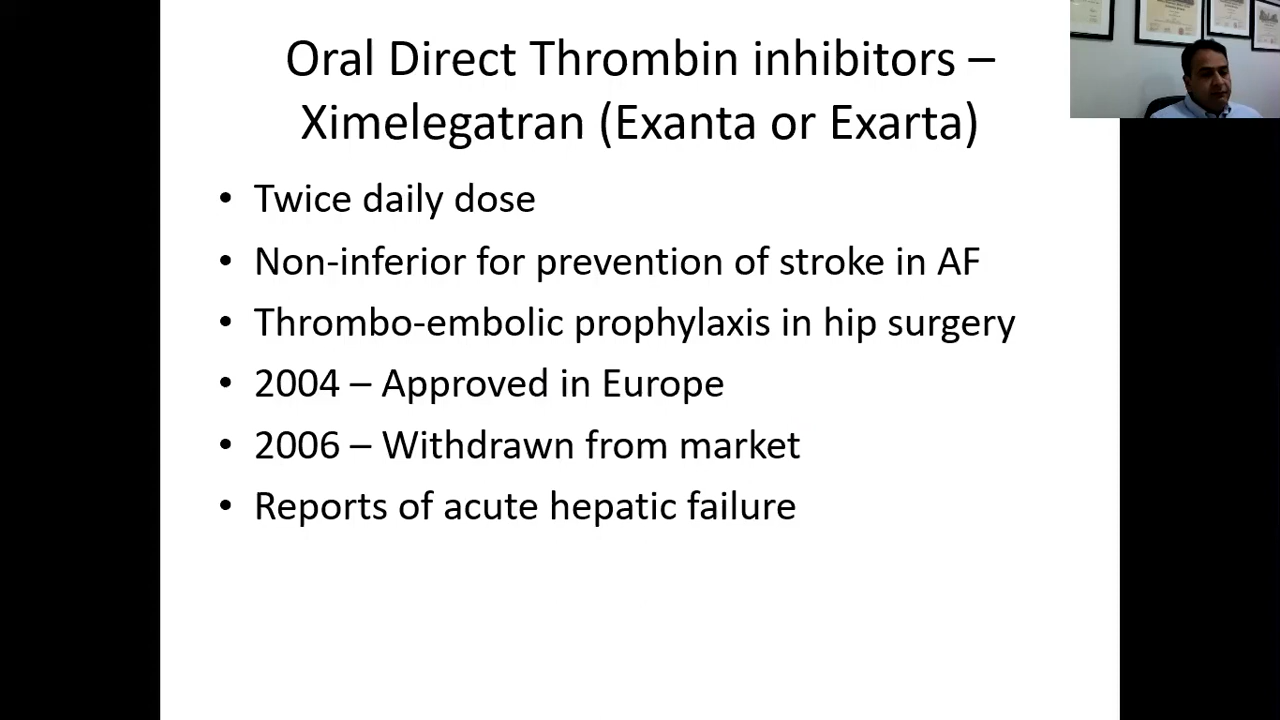 Oral Direct Thrombin inhibitors –
Ximelegatran (Exanta or Exarta)
• Twice daily dose
• Non-inferior for prevention of stroke in AF
• Thrombo-embolic prophylaxis in hip surgery
• 2004 – Approved in Europe
• 2006 – Withdrawn from market
• Reports of acute hepatic failure